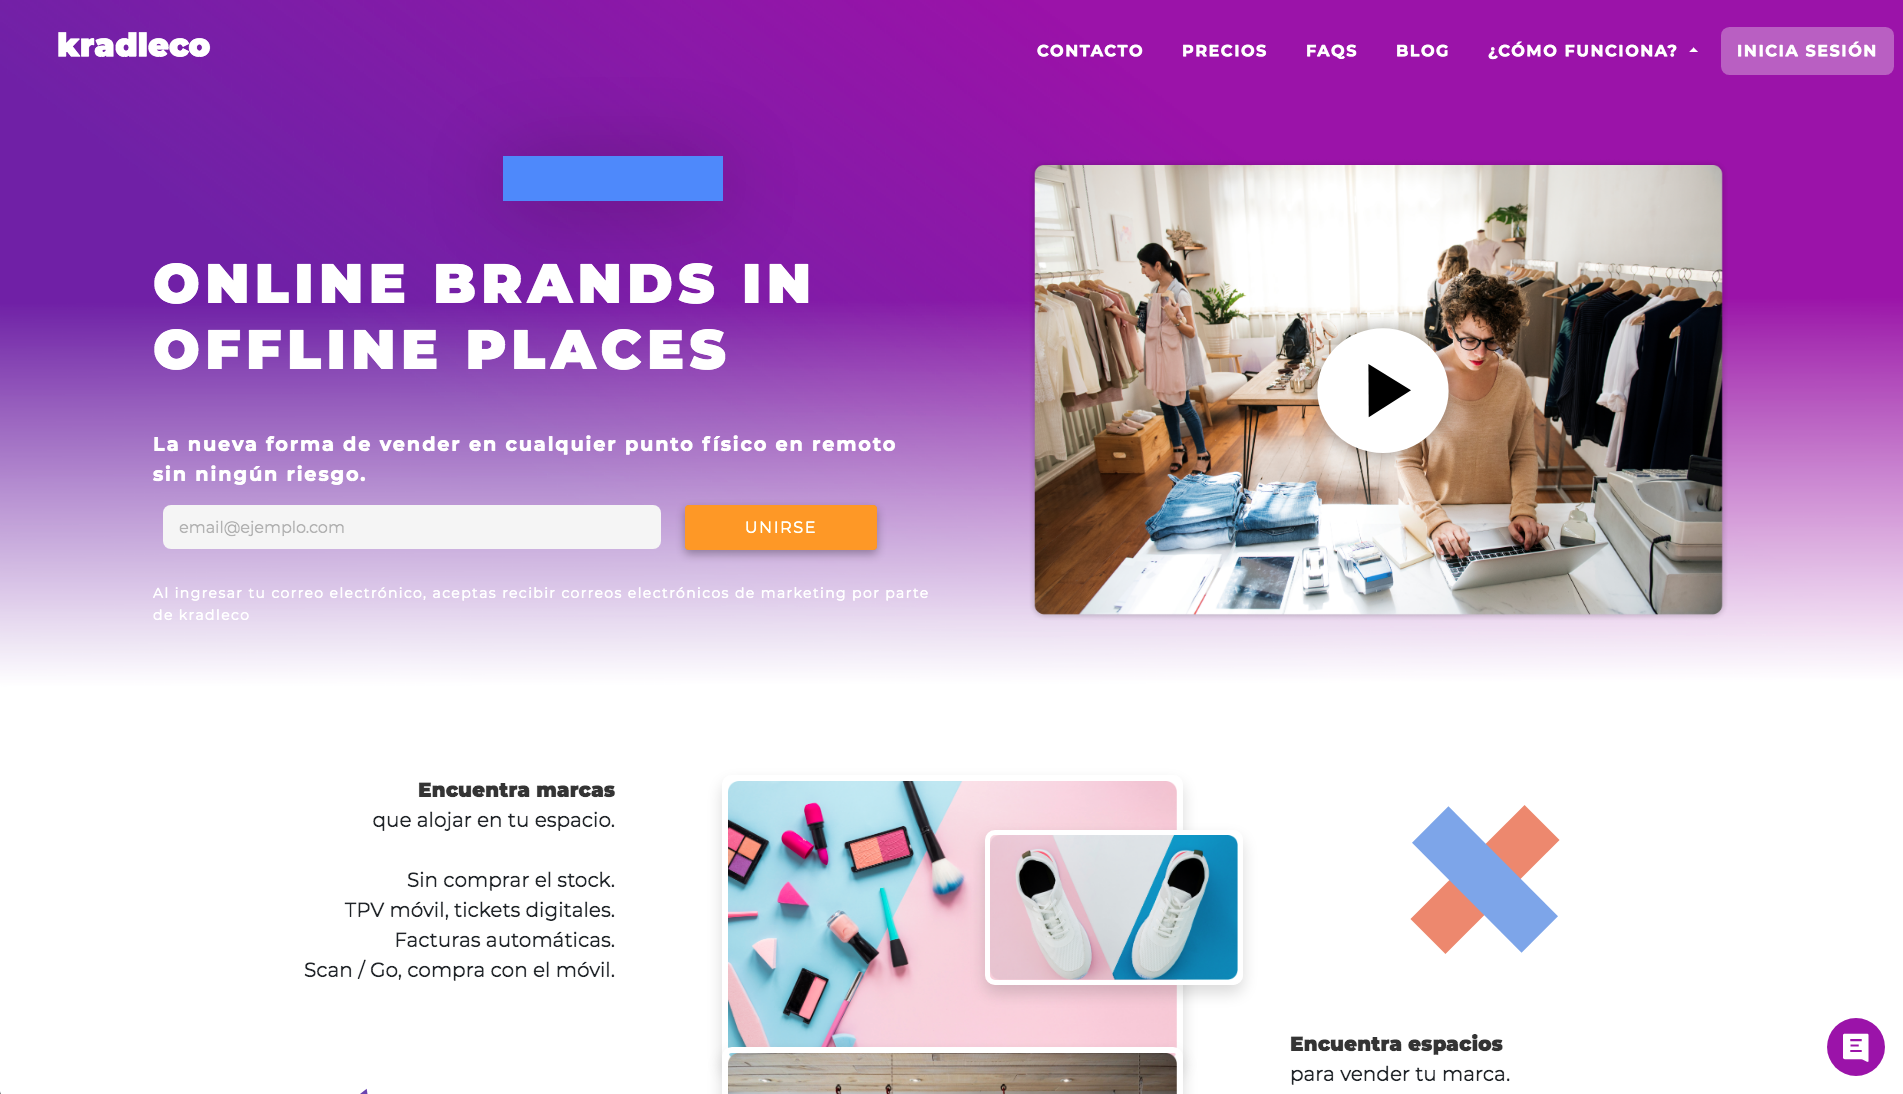 kradleco
CONTACTO
PRECIOS
FAQS
BLOG
¿CÓMO FUNCIONA?
INICIA SESIÓN
ONLINE BRANDS IN
OFFLINE PLACES
La nueva forma de vender en cualquier punto físico en remoto
sin ningún riesgo.
email@ejemplo.com
UNIRSE
Al ingresar tu correo electrónico, aceptas recibir correos electrónicos de marketing por parte
de kradleco
Encuentra marcas
que alojar en tu espacio.
Sin comprar el stock.
TPV móvil, tickets digitales.
Facturas automáticas.
Scan / Go, compra con el móvil.
Encuentra espacios
para vender tu marca.